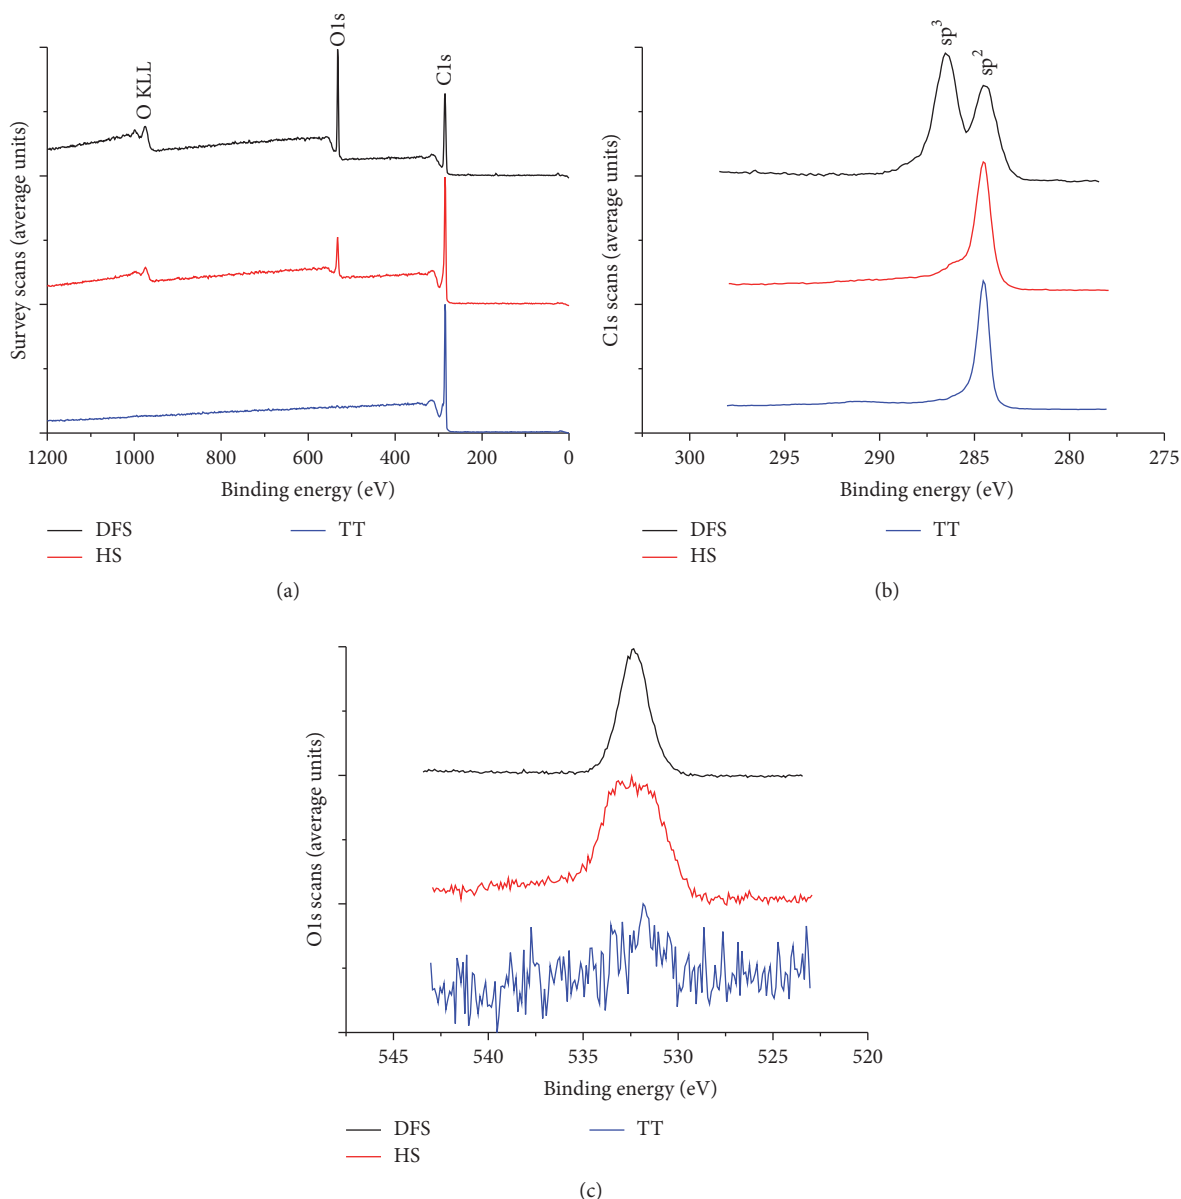 Survey scans (average units)
O KLL
O1s
C1s
1200 1000 800 600 400 200 0
Binding energy (eV)
DFS TT
HS
(a)
C1s scans (average units)
sp3
sp2
300 295 290 285 280 275
Binding energy (eV)
DFS TT
HS
(b)
O1s scans (average units)
545 540 535 530 525 520
Binding energy (eV)
DFS TT
HS
(c)